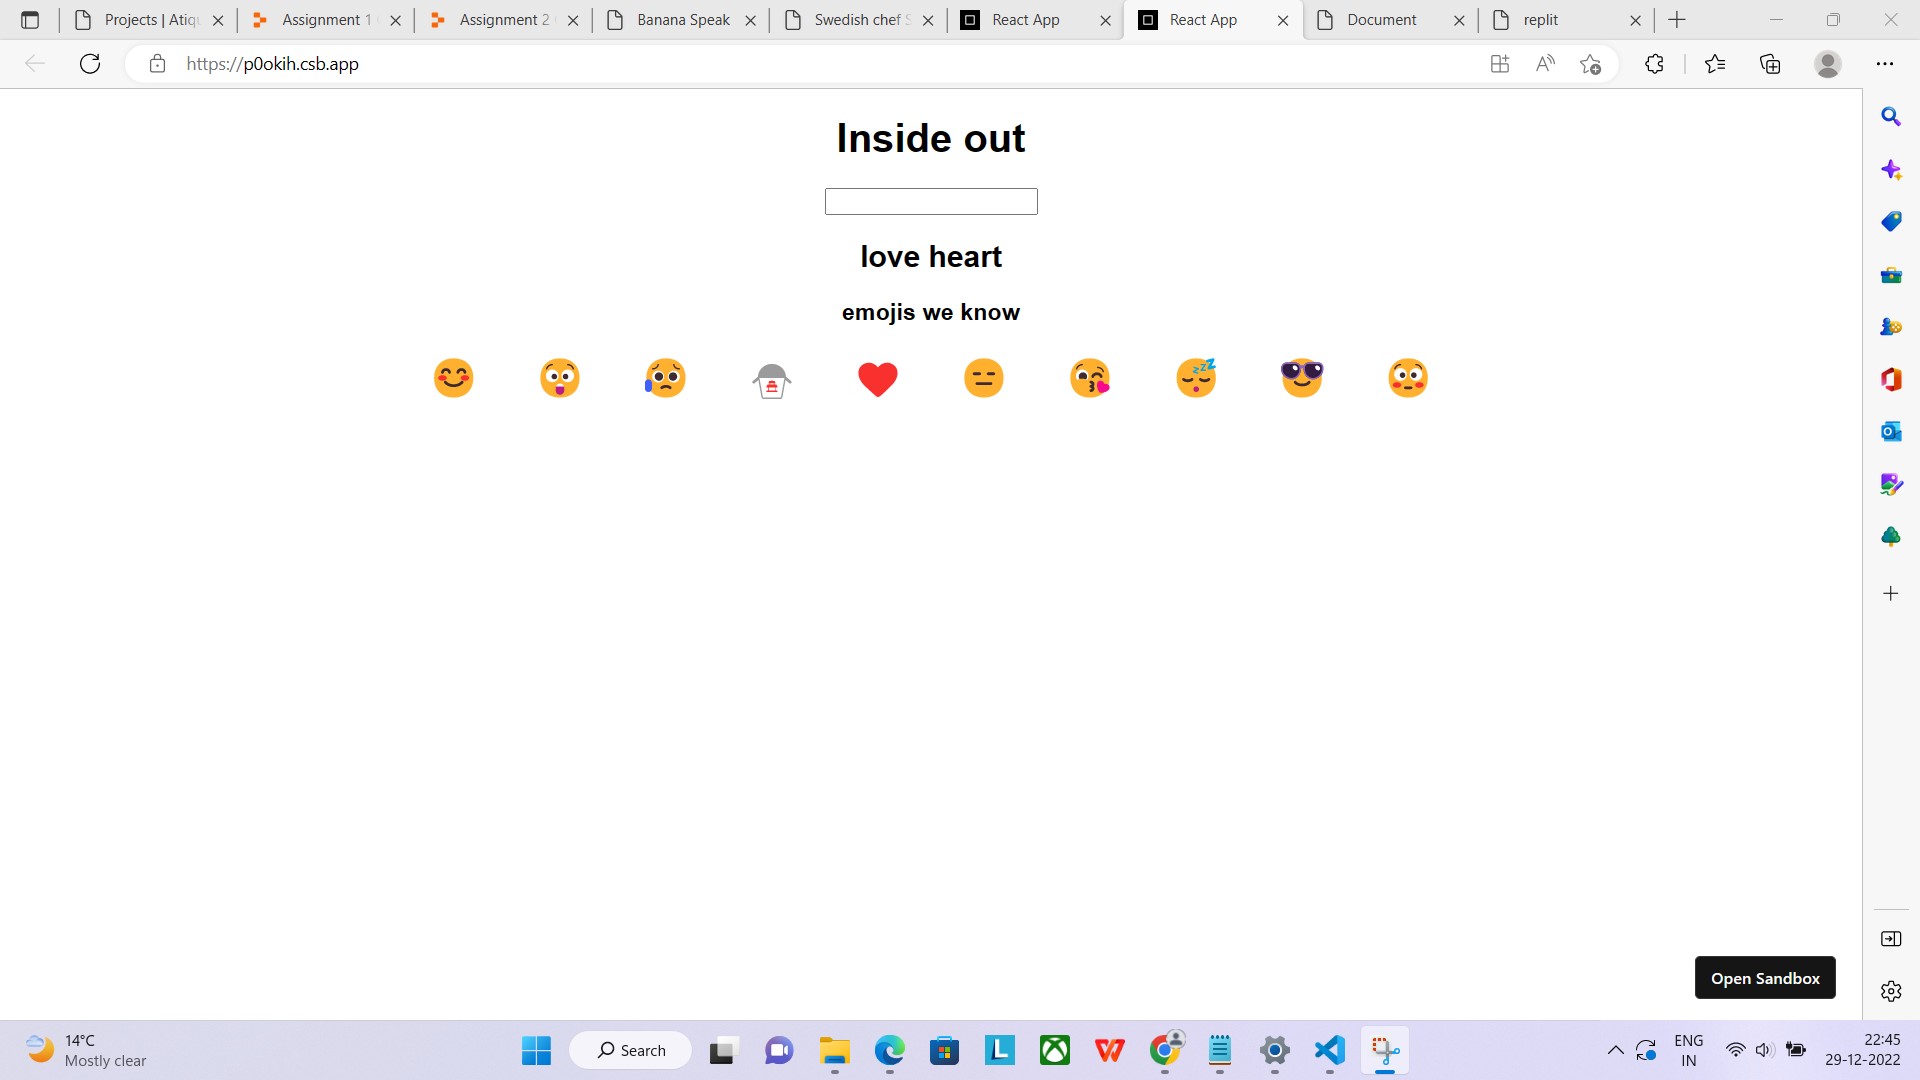 Projects | Atiq
Assignment 1
Assignment 2
Banana Speak
Swedish chef S
React App
React App
Document
replit
https://p0okih.csb.app
Inside out
love heart
emojis we know
Open Sandbox
14°C
Mostly clear
Search
ENG
IN
22:45
29-12-2022